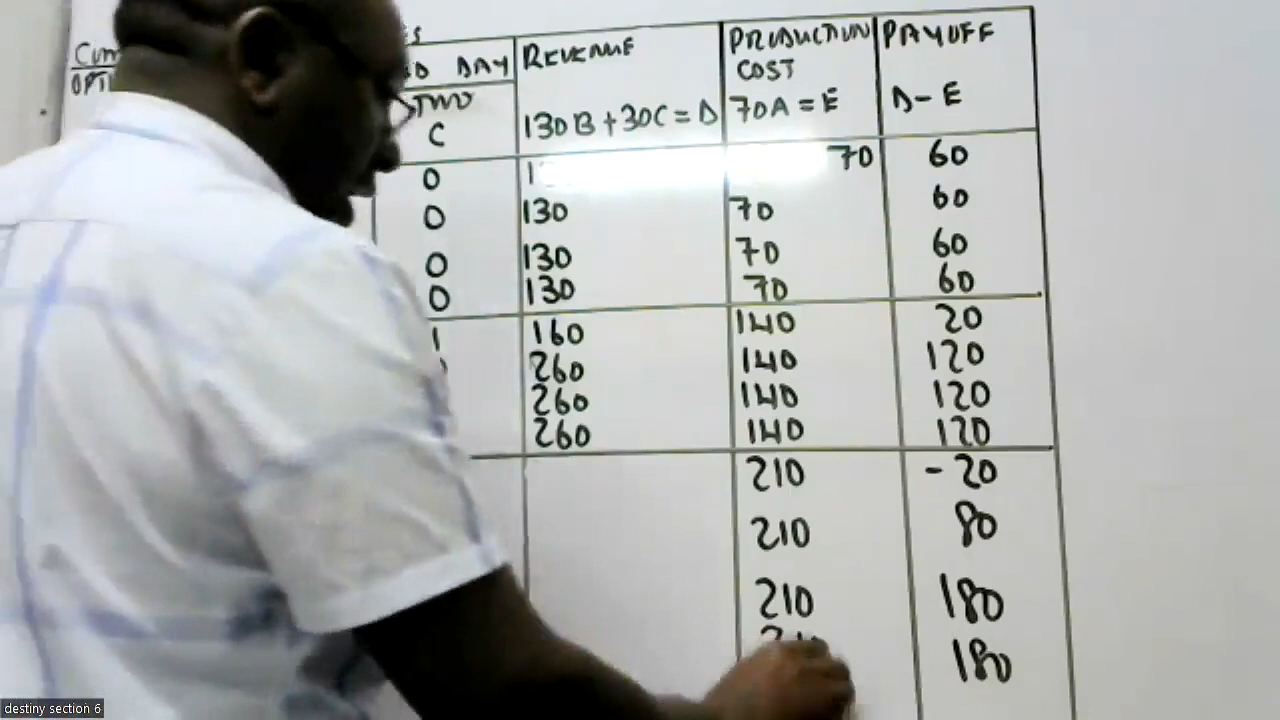 REVENUE PRODUCTION PAYOFF
DAY COST
TWO
C 130B+30C=D 70A=E D-E
0 70 60
0 130 70 60
0 130 70 60
0 130 70 60
1 160 140 20
260 140 120
260 140 120
260 140 120
210 -20
210 80
210 180
180
destiny section 6